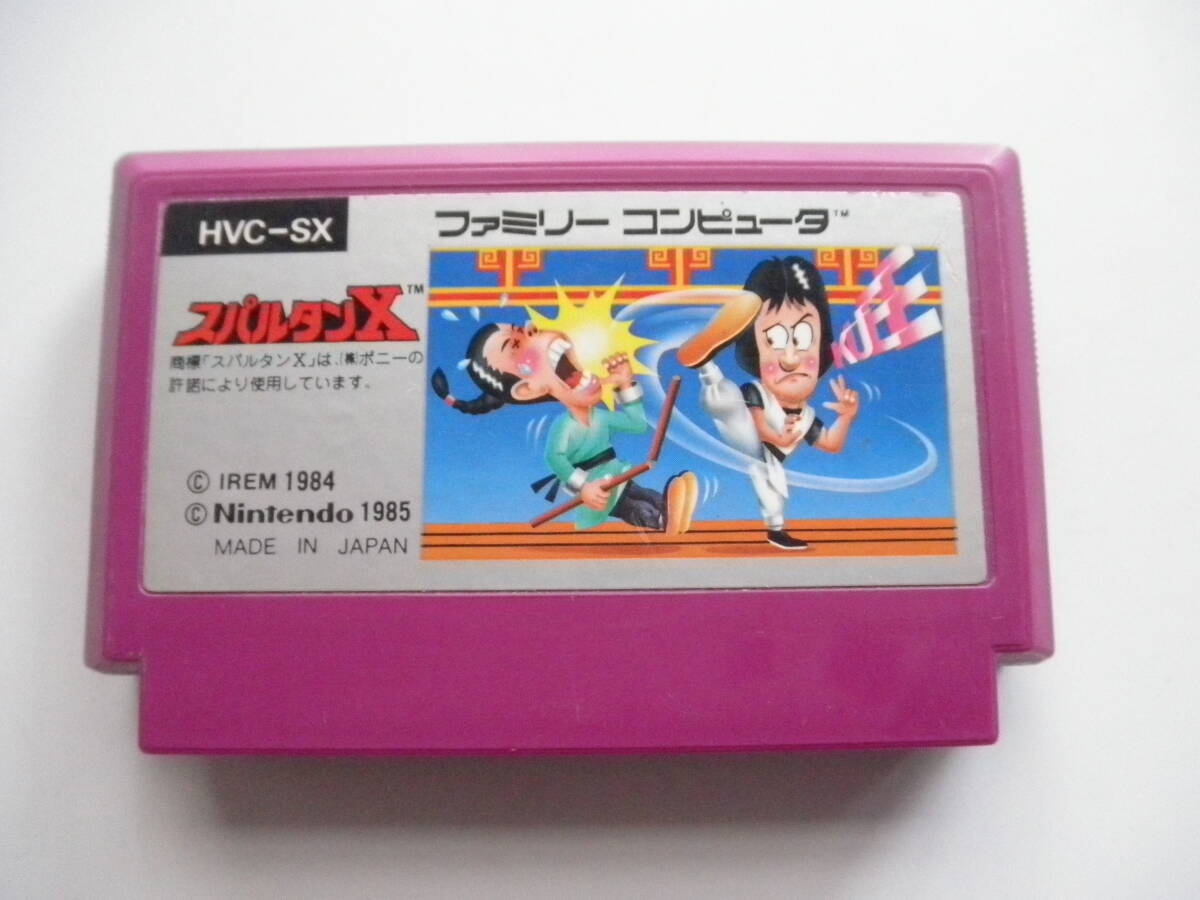 HVC-SX
ファミリー コンピュータ™
スパルタンX™
商標「スパルタンX」は、㈱ポニーの
許諾により使用しています。
© IREM 1984
© Nintendo 1985
MADE IN JAPAN